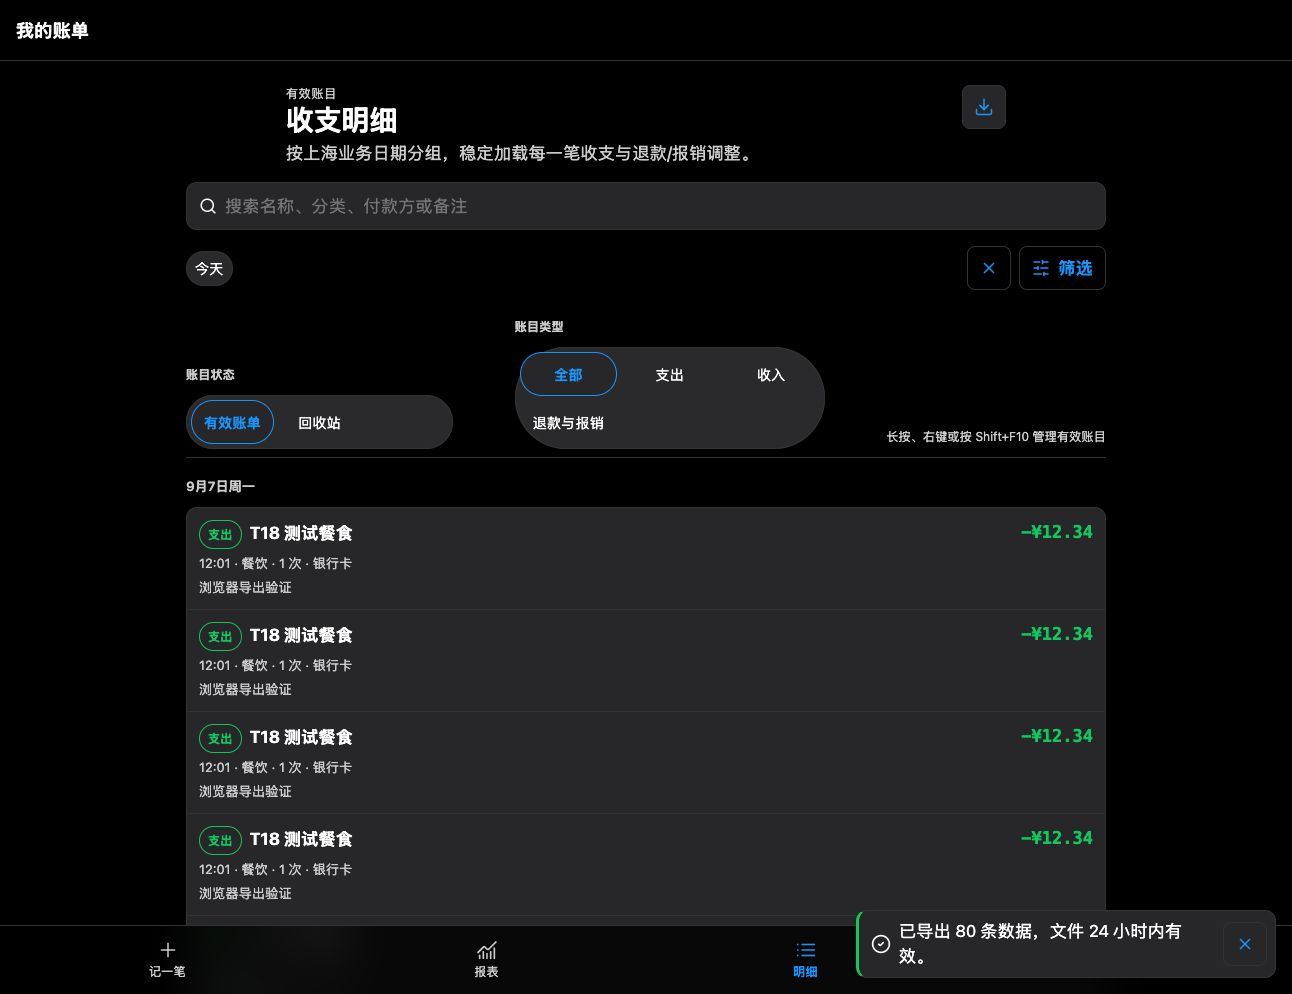 我的账单
有效账目
收支明细
按上海业务日期分组，稳定加载每一笔收支与退款/报销调整。
搜索名称、分类、付款方或备注
今天
筛选
账目类型
全部
支出
收入
退款与报销
账目状态
有效账单
回收站
长按、右键或按 Shift+F10 管理有效账目
9月7日周一
支出 T18 测试餐食 −¥12.34
12:01 · 餐饮 · 1 次 · 银行卡
浏览器导出验证
支出 T18 测试餐食 −¥12.34
12:01 · 餐饮 · 1 次 · 银行卡
浏览器导出验证
支出 T18 测试餐食 −¥12.34
12:01 · 餐饮 · 1 次 · 银行卡
浏览器导出验证
支出 T18 测试餐食 −¥12.34
12:01 · 餐饮 · 1 次 · 银行卡
浏览器导出验证
已导出 80 条数据，文件 24 小时内有
效。
记一笔
报表
明细